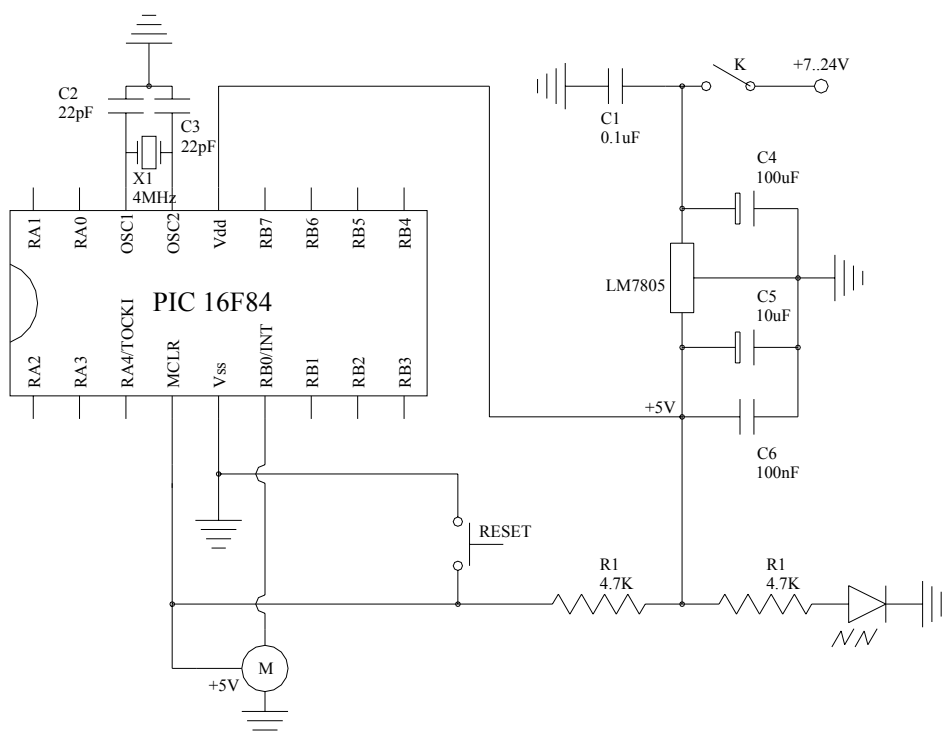 K
+7..24V
C2
22pF
C3
22pF
C1
0.1uF
X1
4MHz
C4
100uF
RA1
RA0
OSC1
OSC2
Vdd
RB7
RB6
RB5
RB4
LM7805
PIC 16F84
C5
10uF
RA2
RA3
RA4/TOCKI
MCLR
Vss
RB0/INT
RB1
RB2
RB3
+5V
C6
100nF
RESET
R1
4.7K
R1
4.7K
M
+5V